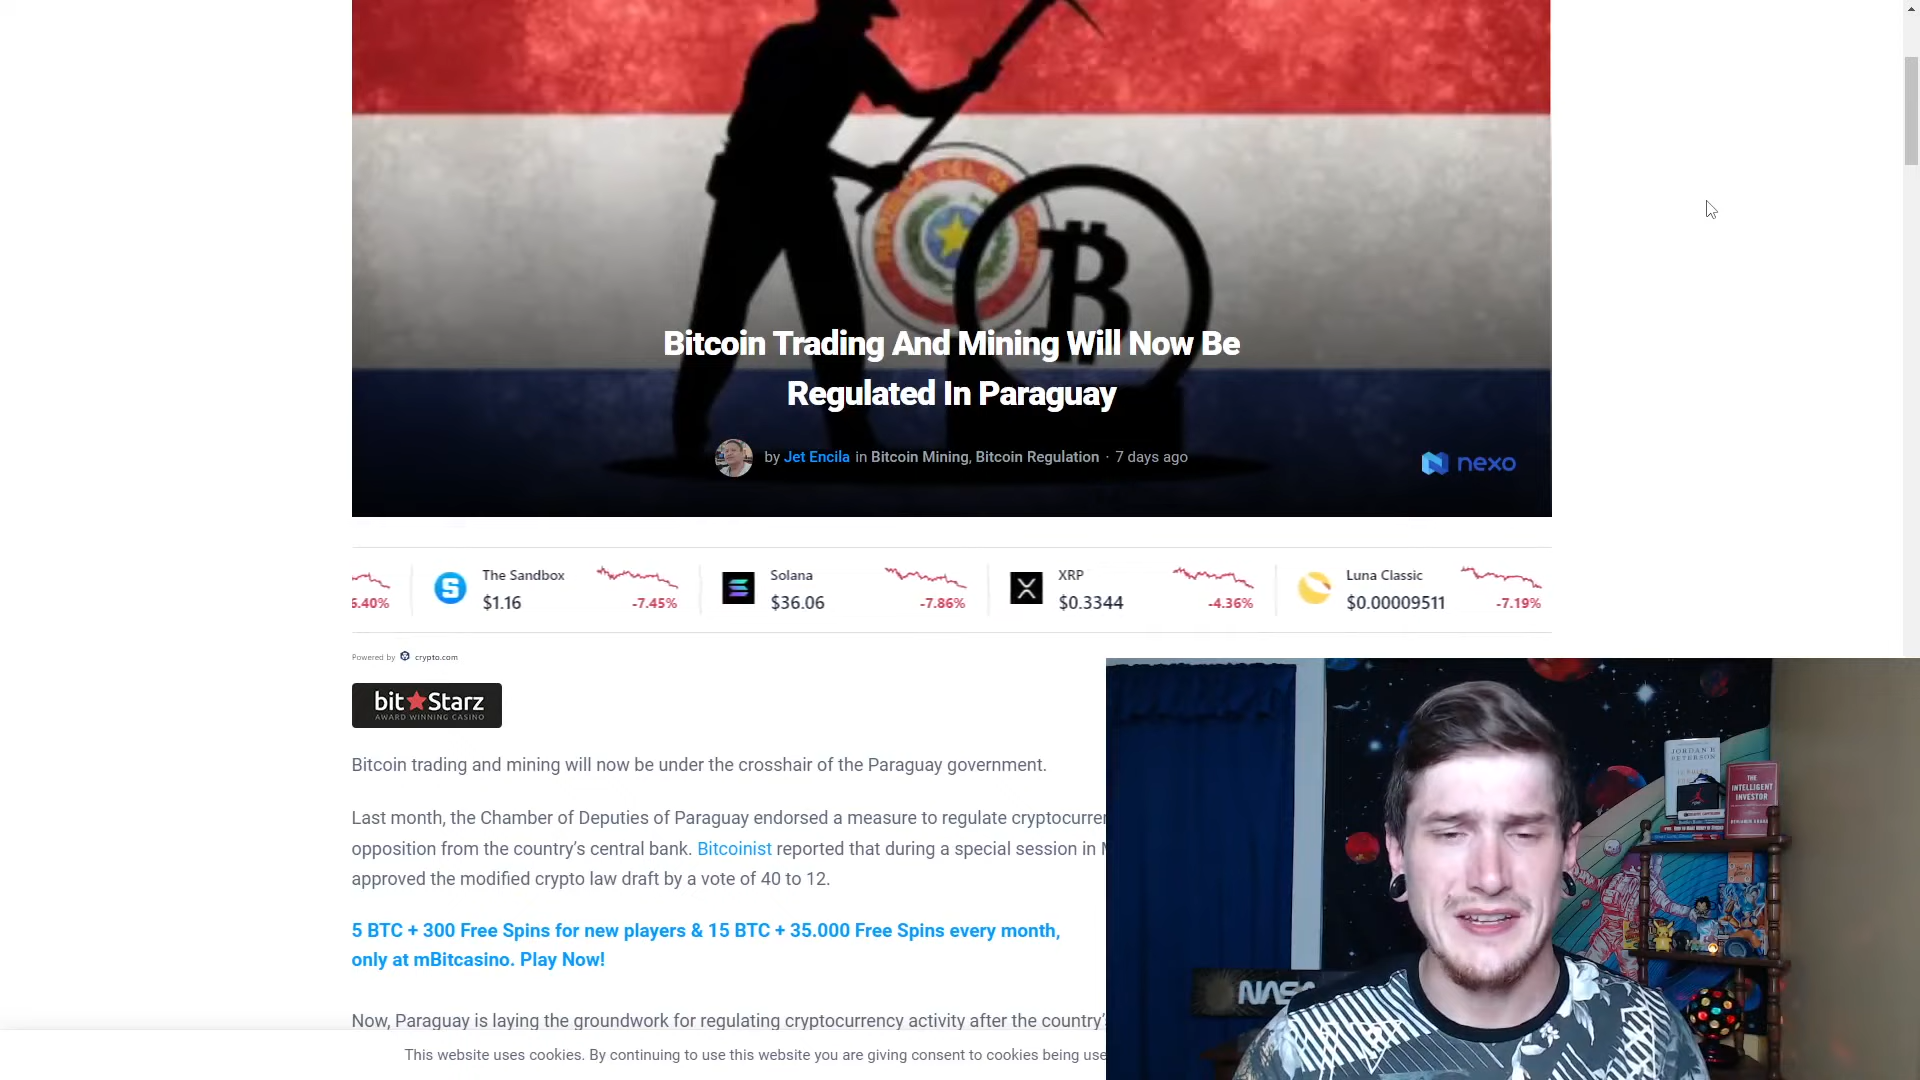 Bitcoin Trading And Mining Will Now Be
Regulated In Paraguay
by Jet Encila in Bitcoin Mining, Bitcoin Regulation · 7 days ago
nexo
6.40%
The Sandbox
$1.16
-7.45%
Solana
$36.06
-7.86%
XRP
$0.3344
-4.36%
Luna Classic
$0.00009511
-7.19%
Powered by crypto.com
bit Starz
AWARD WINNING CASINO
Bitcoin trading and mining will now be under the crosshair of the Paraguay government.
Last month, the Chamber of Deputies of Paraguay endorsed a measure to regulate cryptocurre
opposition from the country's central bank. Bitcoinist reported that during a special session in
approved the modified crypto law draft by a vote of 40 to 12.
5 BTC + 300 Free Spins for new players & 15 BTC + 35.000 Free Spins every month,
only at mBitcasino. Play Now!
Now, Paraguay is laying the groundwork for regulating cryptocurrency activity after the country'
This website uses cookies. By continuing to use this website you are giving consent to cookies being use
JORDAN B
PETERSON
THE
INTELLIGENT
INVESTOR
NASA